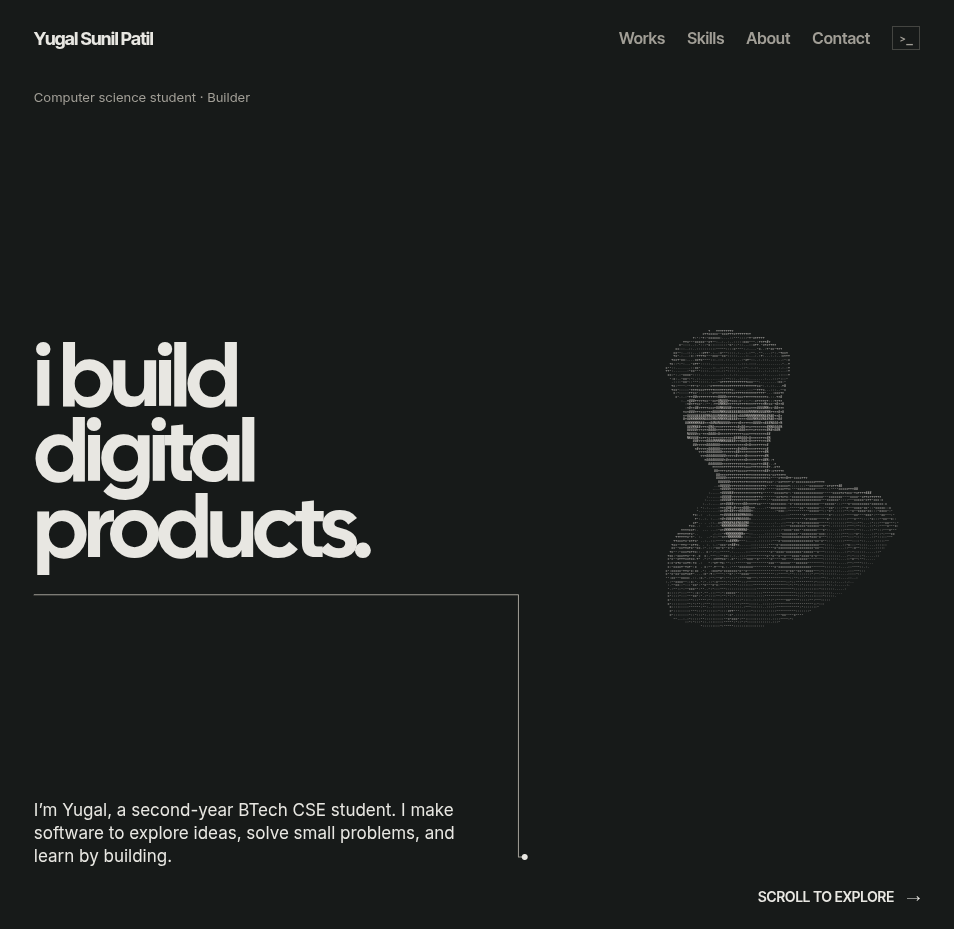 Yugal Sunil Patil
Works Skills About Contact >_
Computer science student · Builder
i build
digital
products.
I’m Yugal, a second-year BTech CSE student. I make
software to explore ideas, solve small problems, and
learn by building.
SCROLL TO EXPLORE →